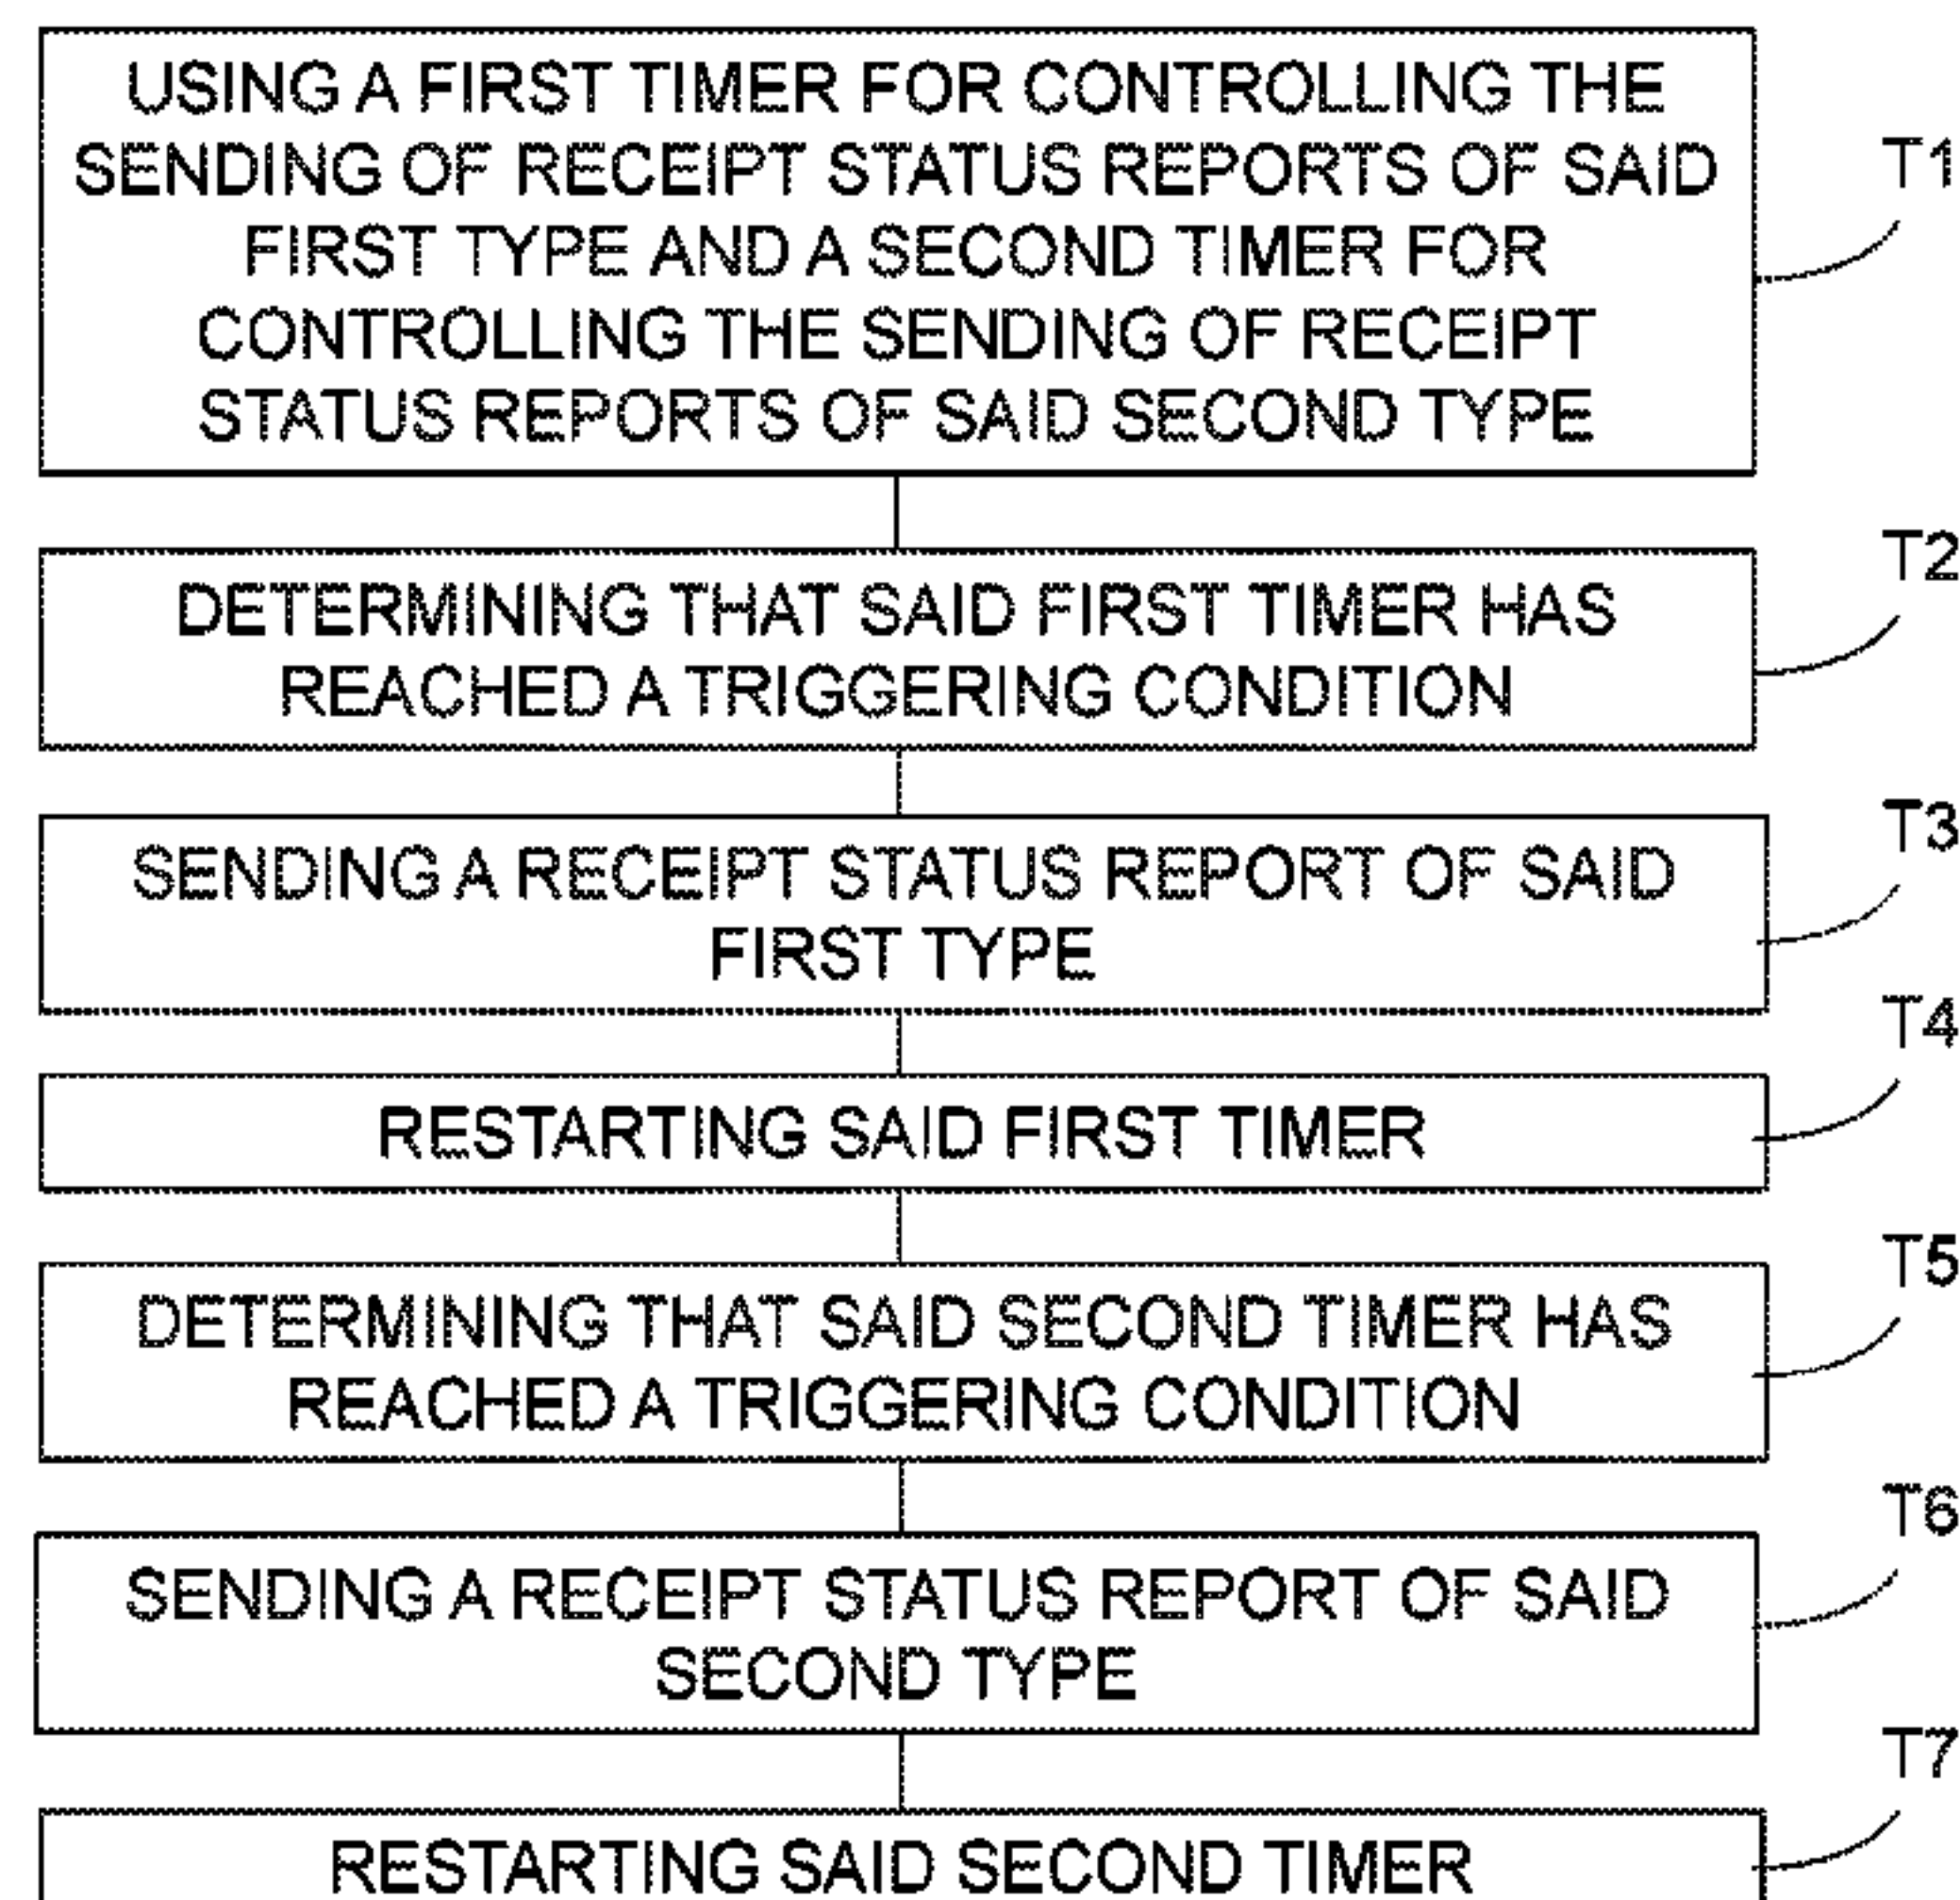 USING A FIRST TIMER FOR CONTROLLING THE
SENDING OF RECEIPT STATUS REPORTS OF SAID
FIRST TYPE AND A SECOND TIMER FOR
CONTROLLING THE SENDING OF RECEIPT
STATUS REPORTS OF SAID SECOND TYPE
T1
DETERMINING THAT SAID FIRST TIMER HAS
REACHED A TRIGGERING CONDITION
T2
SENDING A RECEIPT STATUS REPORT OF SAID
FIRST TYPE
T3
RESTARTING SAID FIRST TIMER
T4
DETERMINING THAT SAID SECOND TIMER HAS
REACHED A TRIGGERING CONDITION
T5
SENDING A RECEIPT STATUS REPORT OF SAID
SECOND TYPE
T6
RESTARTING SAID SECOND TIMER
T7